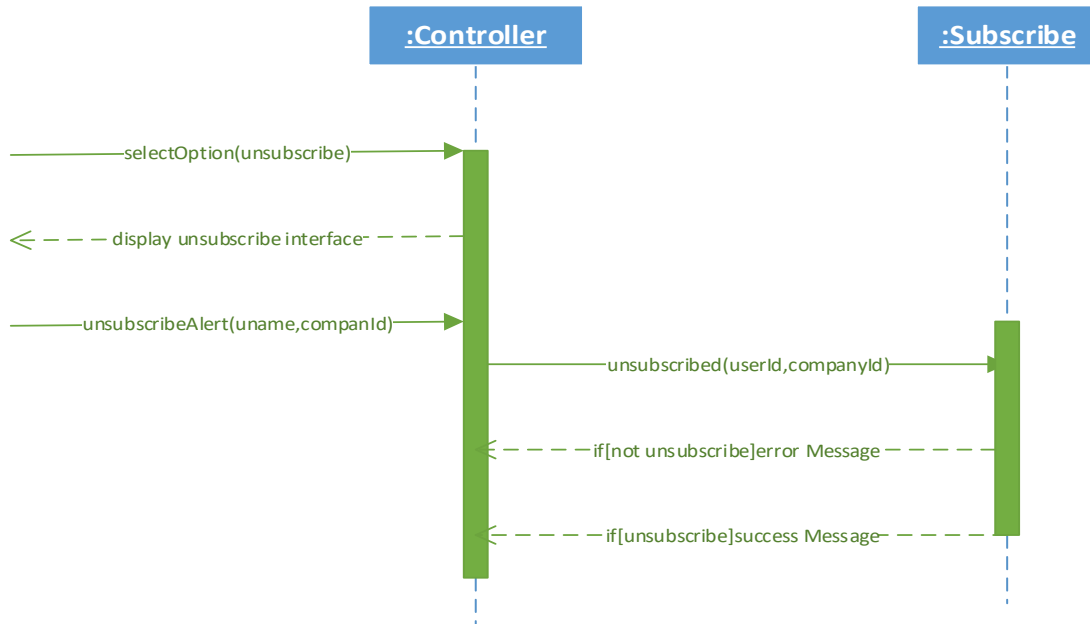 :Controller
:Subscribe
selectOption(unsubscribe)
display unsubscribe interface
unsubscribeAlert(uname,companId)
unsubscribed(userId,companyId)
if[not unsubscribe]error Message
if[unsubscribe]success Message